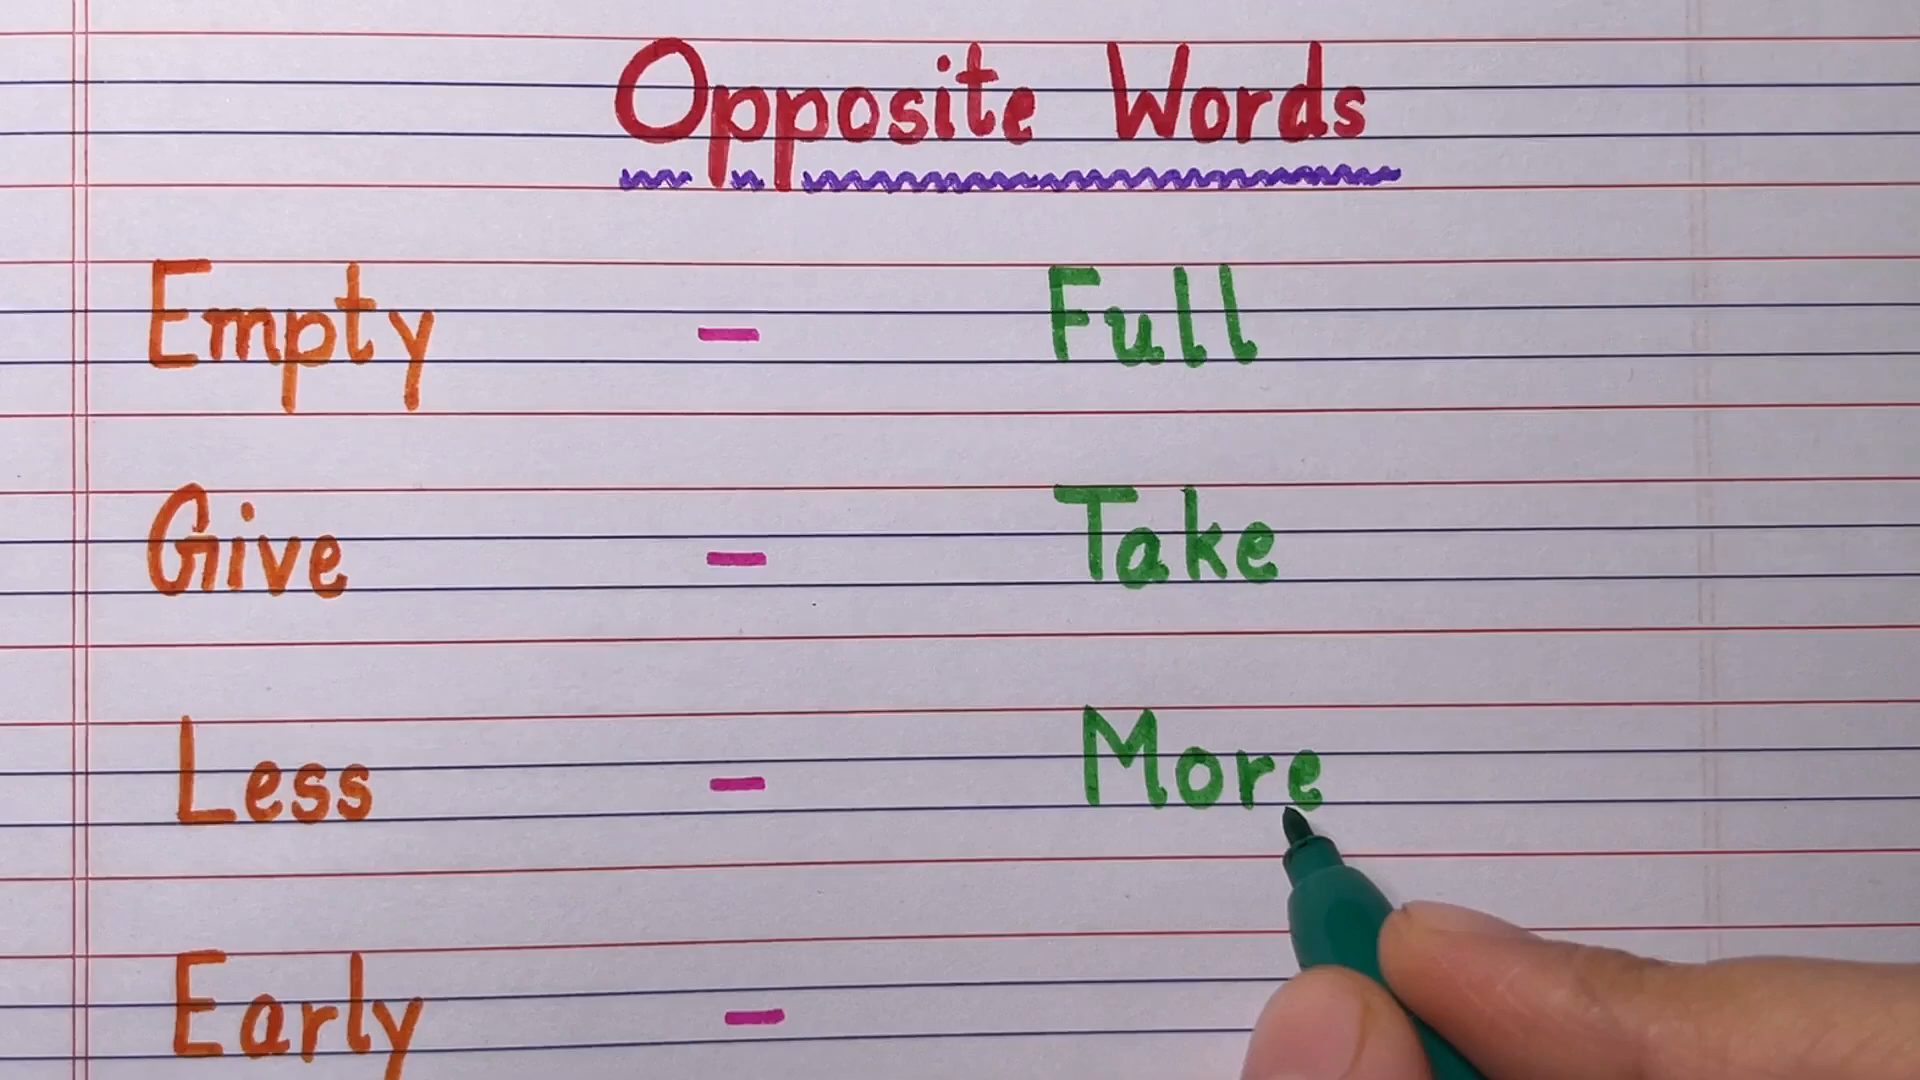 Opposite Words
Empty - Full
Give - Take
Less - More
Early -